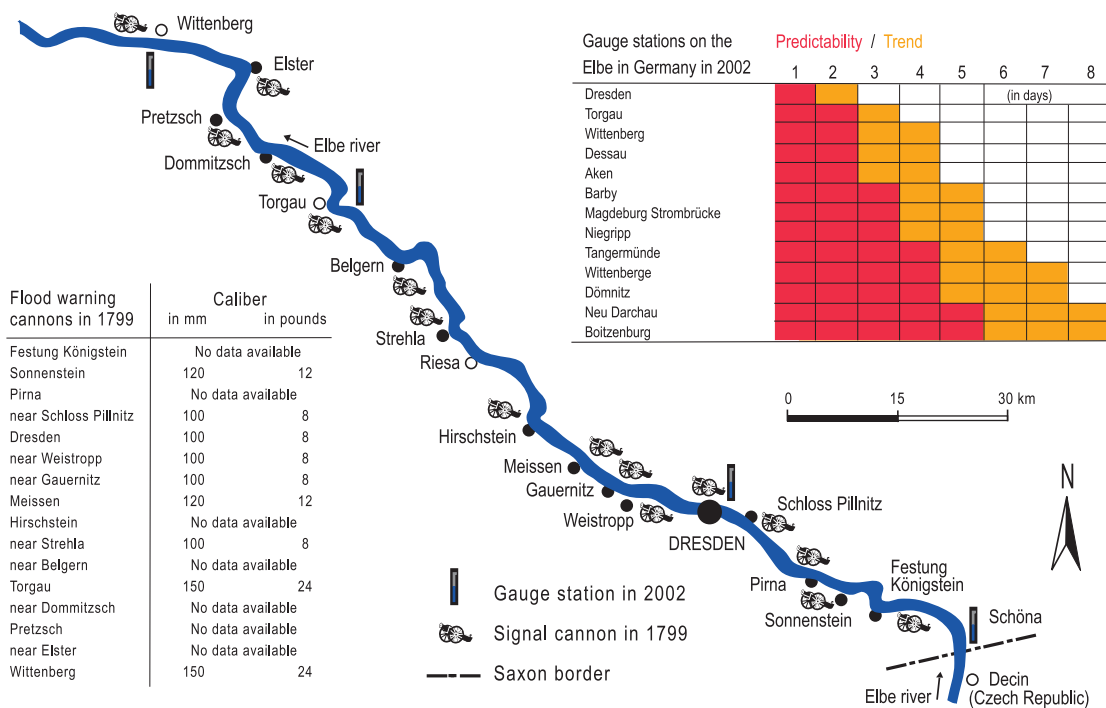 Wittenberg
Elster
Pretzsch
Elbe river
Dommitzsch
Torgau
Belgern
Strehla
Riesa
Hirschstein
Meissen
Gauernitz
Weistropp
DRESDEN
Schloss Pillnitz
Pirna
Sonnenstein
Festung
Königstein
Schöna
Elbe river
Decin
(Czech Republic)
Gauge stations on the Predictability / Trend
Elbe in Germany in 2002 1 2 3 4 5 6 7 8
Dresden (in days)
Torgau
Wittenberg
Dessau
Aken
Barby
Magdeburg Strombrücke
Niegripp
Tangermünde
Wittenberge
Dömnitz
Neu Darchau
Boitzenburg
0 15 30 km
N
Flood warning Caliber
cannons in 1799 in mm in pounds
Festung Königstein No data available
Sonnenstein 120 12
Pirna No data available
near Schloss Pillnitz 100 8
Dresden 100 8
near Weistropp 100 8
near Gauernitz 100 8
Meissen 120 12
Hirschstein No data available
near Strehla 100 8
near Belgern No data available
Torgau 150 24
near Dommitzsch No data available
Pretzsch No data available
near Elster No data available
Wittenberg 150 24
Gauge station in 2002
Signal cannon in 1799
Saxon border